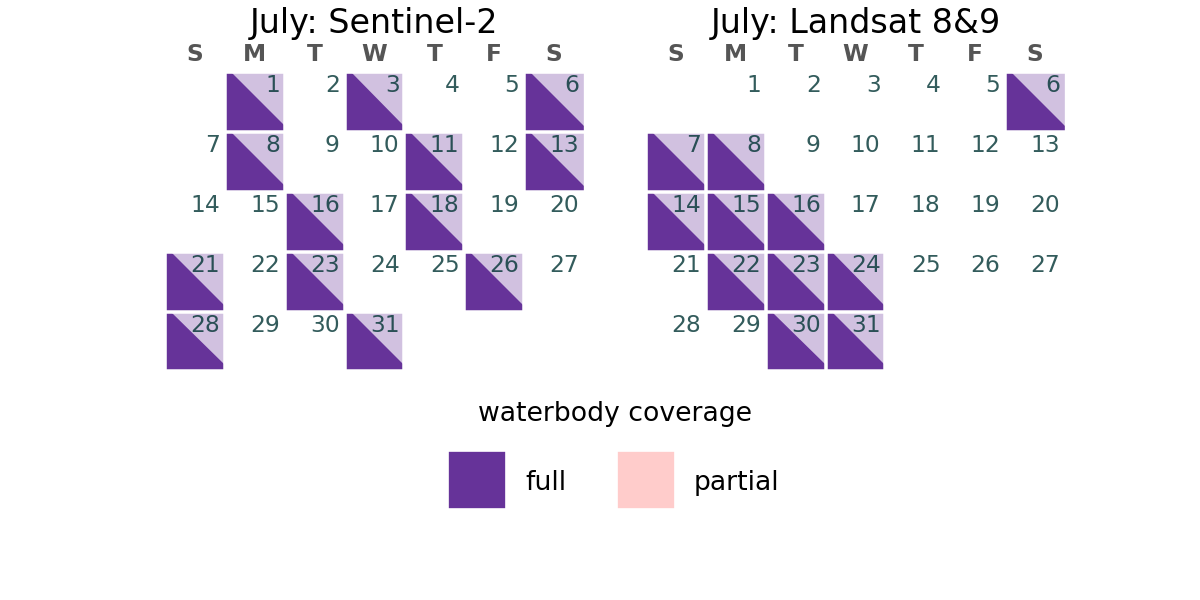 July: Sentinel-2
S M T W T F S
1 2 3 4 5 6
7 8 9 10 11 12 13
14 15 16 17 18 19 20
21 22 23 24 25 26 27
28 29 30 31
July: Landsat 8&9
S M T W T F S
1 2 3 4 5 6
7 8 9 10 11 12 13
14 15 16 17 18 19 20
21 22 23 24 25 26 27
28 29 30 31
waterbody coverage
full partial